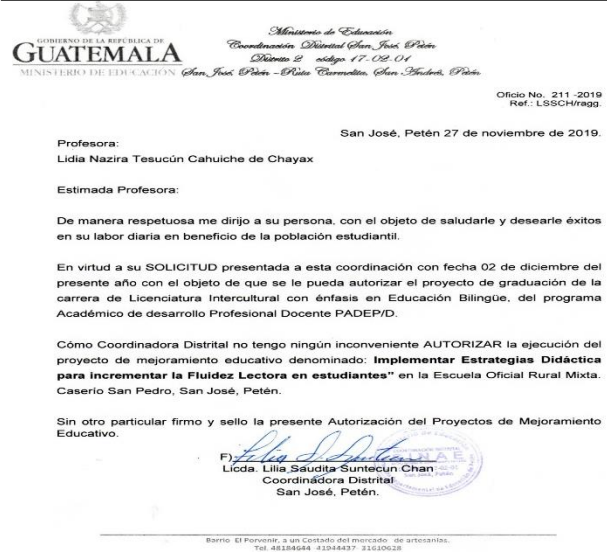 GOBIERNO DE LA REPÚBLICA DE
GUATEMALA
MINISTERIO DE EDUCACIÓN
Ministerio de Educación
Coordinación Distrital San José, Petén
Distrito 2 código 17-02-01
San José, Petén -Ruta Carmelita, San Andrés, Petén
Oficio No. 211 -2019
Ref.: LSSCH/ragg.
San José, Petén 27 de noviembre de 2019.
Profesora:
Lidia Nazira Tesucún Cahuiche de Chayax
Estimada Profesora:
De manera respetuosa me dirijo a su persona, con el objeto de saludarle y desearle éxitos
en su labor diaria en beneficio de la población estudiantil.
En virtud a su SOLICITUD presentada a esta coordinación con fecha 02 de diciembre del
presente año con el objeto de que se le pueda autorizar el proyecto de graduación de la
carrera de Licenciatura Intercultural con énfasis en Educación Bilingüe, del programa
Académico de desarrollo Profesional Docente PADEP/D.
Cómo Coordinadora Distrital no tengo ningún inconveniente AUTORIZAR la ejecución del
proyecto de mejoramiento educativo denominado: Implementar Estrategias Didáctica
para incrementar la Fluidez Lectora en estudiantes" en la Escuela Oficial Rural Mixta.
Caserío San Pedro, San José, Petén.
Sin otro particular firmo y sello la presente Autorización del Proyectos de Mejoramiento
Educativo.
F)
Licda. Lilia Saudita Suntecun Chan
Coordinadora Distrital
San José, Petén.
Barrio El Porvenir, a un Costado del mercado de artesanías.
Tel. 48184644 41944437 31610628